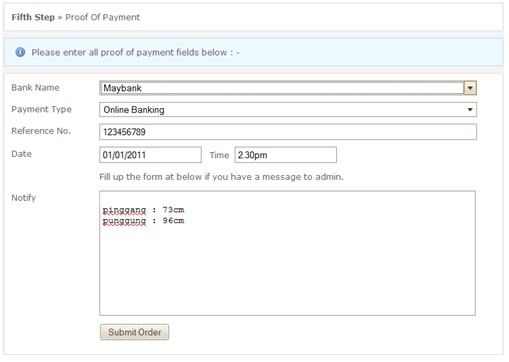 Fifth Step » Proof Of Payment
Please enter all proof of payment fields below : -
Bank Name Maybank
Payment Type Online Banking
Reference No. 123456789
Date 01/01/2011 Time 2.30pm
Fill up the form at below if you have a message to admin.
Notify
pinggang : 73cm
punggung : 96cm
Submit Order